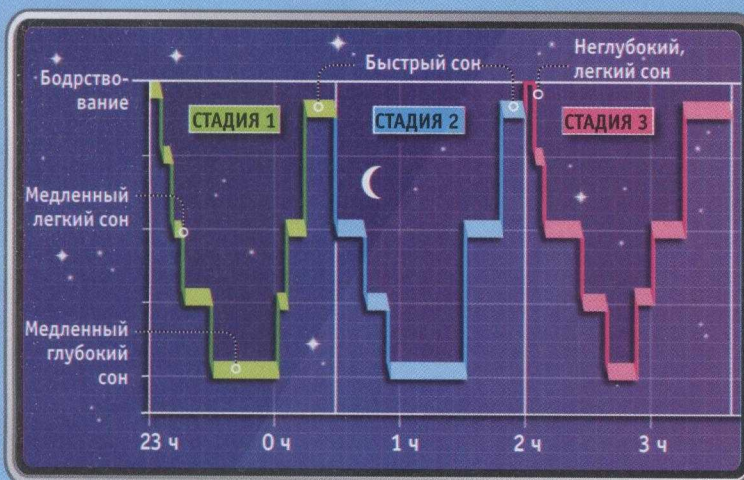 Бодрство-
вание
Быстрый сон
Неглубокий,
легкий сон
СТАДИЯ 1
СТАДИЯ 2
СТАДИЯ 3
Медленный
легкий сон
Медленный
глубокий
сон
23 ч
0 ч
1 ч
2 ч
3 ч